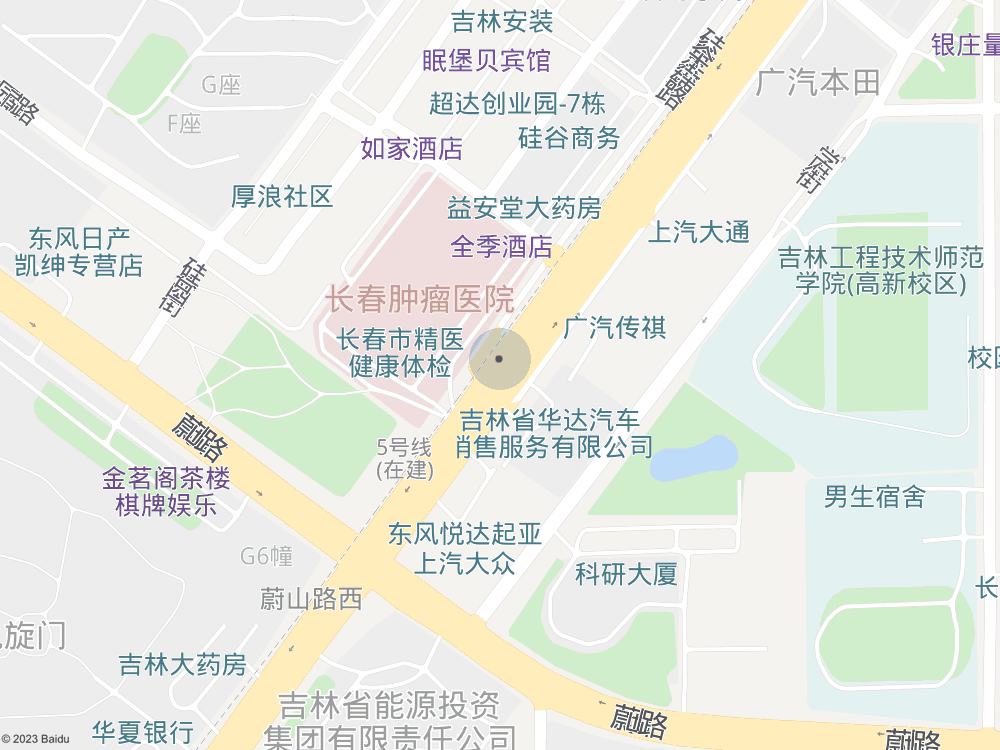 吉林安装
银庄量
眠堡贝宾馆
G座
广汽本田
超达创业园-7栋
F座
硅谷商务
如家酒店
学府街
厚浪社区
益安堂大药房
东风日产
凯绅专营店
全季酒店
上汽大通
吉林工程技术师范
学院(高新校区)
长春肿瘤医院
广汽传祺
长春市精医
健康体检
校区
吉林省华达汽车
销售服务有限公司
蔚山路
5号线
(在建)
金茗阁茶楼
棋牌娱乐
男生宿舍
东风悦达起亚
上汽大众
G6幢
科研大厦
长
蔚山路西
旋门
吉林大药房
吉林省能源投资
集团有限责任公司
蔚山路
华夏银行
蔚山路
© 2023 Baidu